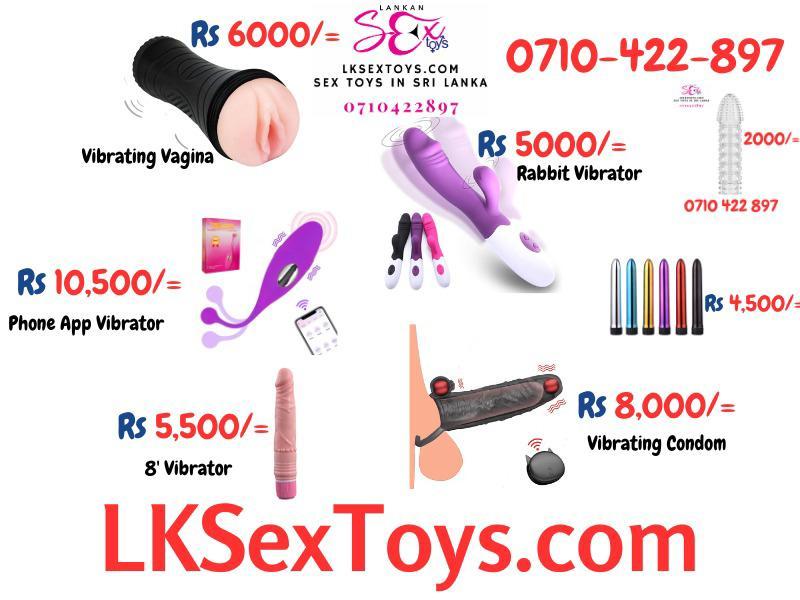 Rs 6000/=
LANKAN
SEX
toys
LKSEXTOYS.COM
SEX TOYS IN SRI LANKA
0710422897
0710-422-897
Vibrating Vagina
Rs 5000/=
Rabbit Vibrator
2000/=
0710 422 897
Rs 10,500/=
Phone App Vibrator
Rs 4,500/=
Rs 5,500/=
8' Vibrator
Rs 8,000/=
Vibrating Condom
LKSexToys.com